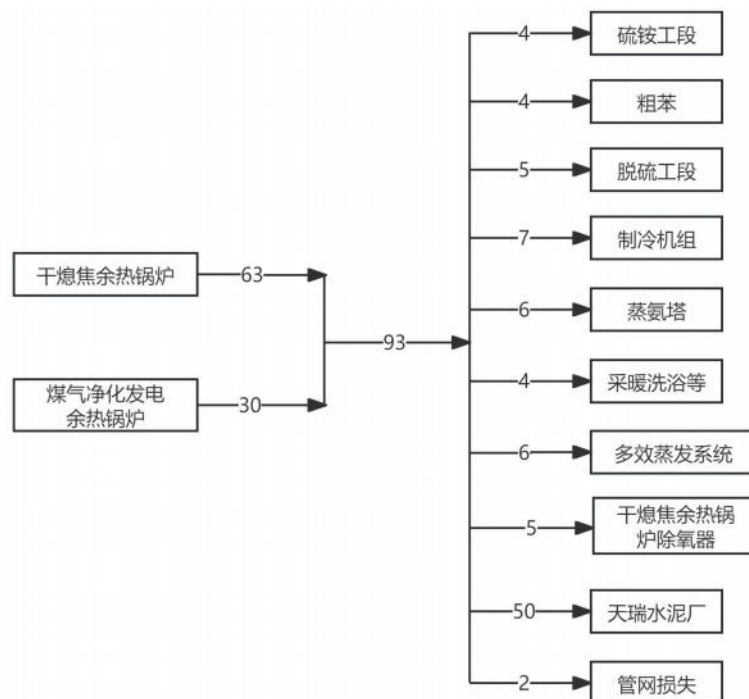 4
硫铵工段
4
粗苯
5
脱硫工段
7
制冷机组
干熄焦余热锅炉
63
6
蒸氨塔
93
煤气净化发电
余热锅炉
30
4
采暖洗浴等
6
多效蒸发系统
5
干熄焦余热锅
炉除氧器
50
天瑞水泥厂
2
管网损失